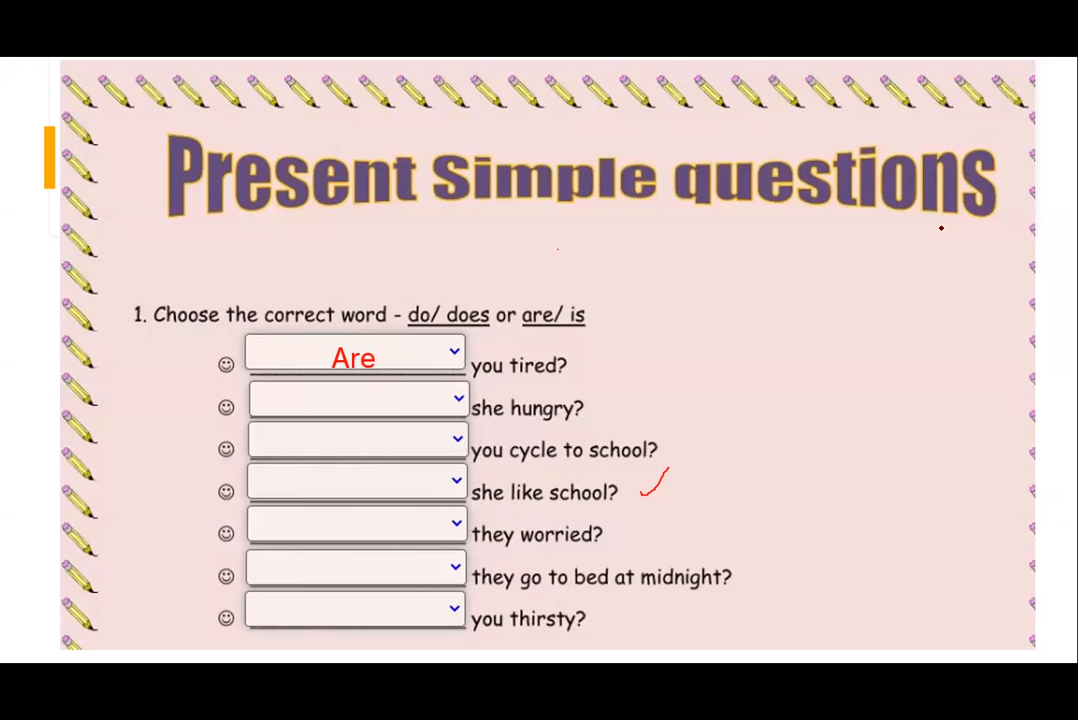 Present Simple questions
1. Choose the correct word - do/ does or are/ is
Are you tired?
she hungry?
you cycle to school?
she like school?
they worried?
they go to bed at midnight?
you thirsty?